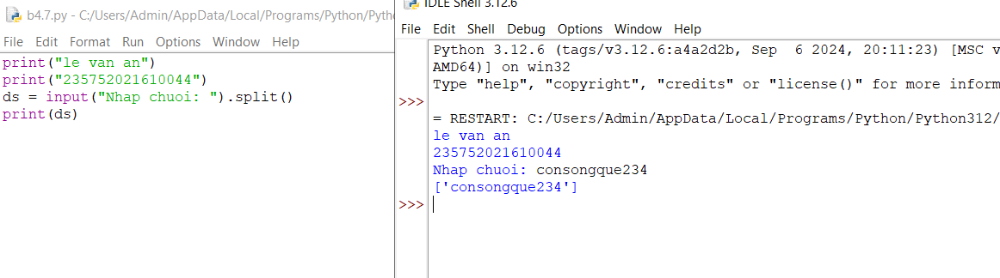 b4.7.py - C:/Users/Admin/AppData/Local/Programs/Python/Pytho
File Edit Format Run Options Window Help
print("le van an")
print("235752021610044")
ds = input("Nhap chuoi: ").split()
print(ds)
IDLE Shell 3.12.6
File Edit Shell Debug Options Window Help
Python 3.12.6 (tags/v3.12.6:a4a2d2b, Sep 6 2024, 20:11:23) [MSC v
AMD64)] on win32
Type "help", "copyright", "credits" or "license()" for more inform
>>>
= RESTART: C:/Users/Admin/AppData/Local/Programs/Python/Python312/
le van an
235752021610044
Nhap chuoi: consongque234
['consongque234']
>>>